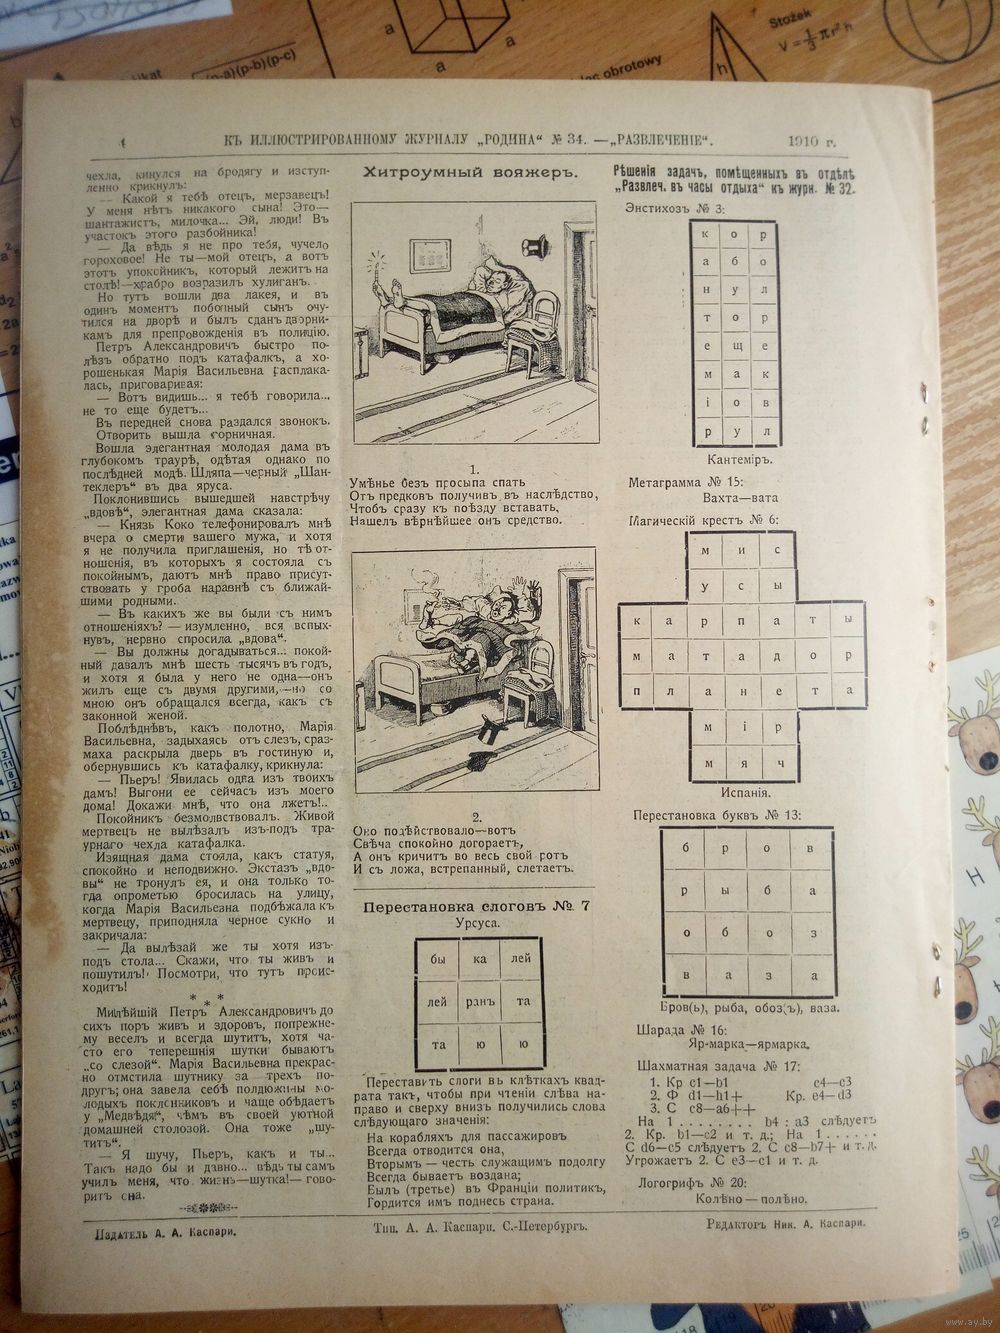 4 КЪ ИЛЛЮСТРИРОВАННОМУ ЖУРНАЛУ „РОДИНА“ № 34. —„РАЗВЛЕЧЕНІЕ“. 1910 г.
чехла, кинулся на бродягу и изступ-
ленно крикнулъ:
— Какой я тебѣ отецъ, мерзавецъ!
У меня нѣтъ никакого сына! Это—
шантажистъ, милочка... Эй, люди! Въ
участокъ этого разбойника!
— Да вѣдь я не про тебя, чучело
гороховое! Не ты—мой отецъ, а вотъ
этотъ упокойникъ, который лежитъ на
столѣ!—храбро возразилъ хулиганъ.
Но тутъ вошли два лакея, и въ
одинъ моментъ побочный сынъ очу-
тился на дворѣ и былъ сданъ дворни-
камъ для препровожденія въ полицію.
Петръ Александровичъ быстро по-
лѣзъ обратно подъ катафалкъ, а хо-
рошенькая Марія Васильевна расплака-
лась, приговаривая:
— Вотъ видишь... я тебѣ говорила...
не то еще будетъ...
Въ передней снова раздался звонокъ.
Отворить вышла горничная.
Вошла элегантная молодая дама въ
глубокомъ траурѣ, одѣтая однако по
послѣдней модѣ. Шляпа—черный „Шан-
теклеръ“ въ два яруса.
Поклонившись вышедшей навстрѣчу
„вдовѣ“, элегантная дама сказала:
— Князь Коко телефонировалъ мнѣ
вчера о смерти вашего мужа, и хотя
я не получила приглашенія, но тѣ от-
ношенія, въ которыхъ я состояла съ
покойнымъ, даютъ мнѣ право присут-
ствовать у гроба наравнѣ съ ближай-
шими родными.
— Въ какихъ же вы были съ нимъ
отношеніяхъ? — изумленно, вся вспых-
нувъ, нервно спросила „вдова“.
— Вы должны догадываться... покой-
ный давалъ мнѣ шесть тысячъ въ годъ,
и хотя я была у него не одна—онъ
жилъ еще съ двумя другими,—но со
мною онъ обращался всегда, какъ съ
законной женой.
Поблѣднѣвъ, какъ полотно, Марія
Васильевна, задыхаясь отъ слезъ, сраз-
маха раскрыла дверь въ гостиную и,
обернувшись къ катафалку, крикнула:
— Пьеръ! Явилась одна изъ твоихъ
дамъ! Выгони ее сейчасъ изъ моего
дома! Докажи мнѣ, что она лжетъ!..
Покойникъ безмолвствовалъ. Живой
мертвецъ не вылѣзалъ изъ-подъ тра-
урнаго чехла катафалка.
Изящная дама стояла, какъ статуя,
спокойно и неподвижно. Экстазъ „вдо-
вы“ не тронулъ ея, и она только то-
гда опрометью бросилась на улицу,
когда Марія Васильевна подбѣжала къ
мертвецу, приподняла черное сукно и
закричала:
— Да вылѣзай же ты хотя изъ-
подъ стола... Скажи, что ты живъ и
пошутилъ! Посмотри, что тутъ проис-
ходитъ!
* * *
Милѣйшій Петръ Александровичъ до
сихъ поръ живъ и здоровъ, попрежне-
му веселъ и всегда шутитъ, хотя ча-
сто его теперешнія шутки бываютъ
„со слезой“. Марія Васильевна прекрас-
но отмстила шутнику за трехъ по-
другъ; она завела себѣ полдюжины мо-
лодыхъ поклонниковъ и чаще обѣдаетъ
у „Медвѣдя“, чѣмъ въ своей уютной
домашней столовой. Она тоже „шу-
титъ“.
— Я шучу, Пьеръ, какъ и ты...
Такъ надо бы и давно... вѣдь ты самъ
училъ меня, что жизнь—шутка!— гово-
ритъ она.
Хитроумный вояжеръ.
1.
Умѣнье безъ просыпа спать
Отъ предковъ получивъ въ наслѣдство,
Чтобъ сразу къ поѣзду вставать,
Нашелъ вѣрнѣйшее онъ средство.
2.
Оно подѣйствовало—вотъ
Свѣча спокойно догораетъ,
А онъ кричитъ во весь свой ротъ
И съ ложа, встрепанный, слетаетъ.
Перестановка слоговъ № 7
Урсуса.
бы ка лей
лей ранъ та
та ю ю
Переставить слоги въ клѣткахъ квад-
рата такъ, чтобы при чтеніи слѣва на-
право и сверху внизъ получились слова
слѣдующаго значенія:
На корабляхъ для пассажировъ
Всегда отводится она,
Вторымъ — честь служащимъ подолгу
Всегда бываетъ воздана;
Былъ (третье) въ Франціи политикъ,
Гордится имъ поднесь страна.
Рѣшенія задачъ, помѣщенныхъ въ отдѣлѣ
„Развлеч. въ часы отдыха“ къ журн. № 32.
Энстихозъ № 3:
к о р
а б о
н у л
т о р
е щ е
м а к
і о в
р у л
Кантеміръ.
Метаграмма № 15:
Вахта—вата
Магическій крестъ № 6:
м и с
у с ы
к а р п а т ы
м а т а д о р
п л а н е т а
м і р
м я ч
Испанія.
Перестановка буквъ № 13:
б р о в
р ы б а
о б о з
в а з а
Бров(ь), рыба, обоз(ъ), ваза.
Шарада № 16:
Яр-марка—ярмарка.
Шахматная задача № 17:
1. Кр c1—b1 c4—c3
2. Ф d1—h1+ Кр. e4—d3
3. С c8—a6++
На 1 . . . . . . . . b4 : a3 слѣдуетъ
2. Кр. b1—c2 и т. д.; На 1 . . . . . .
С d6—c5 слѣдуетъ 2. С c8—b7+ и т. д.
Угрожаетъ 2. С e3—c1 и т. д.
Логогрифъ № 20:
Колѣно — полѣно.
Издатель А. А. Каспари. Тип. А. А. Каспари. С.-Петербургъ. Редакторъ Ник. А. Каспари.
Stożek
V = 1/3 πr²h
(p-a)(p-b)(p-c)
obrotowy
a
a
h
www.ay.by